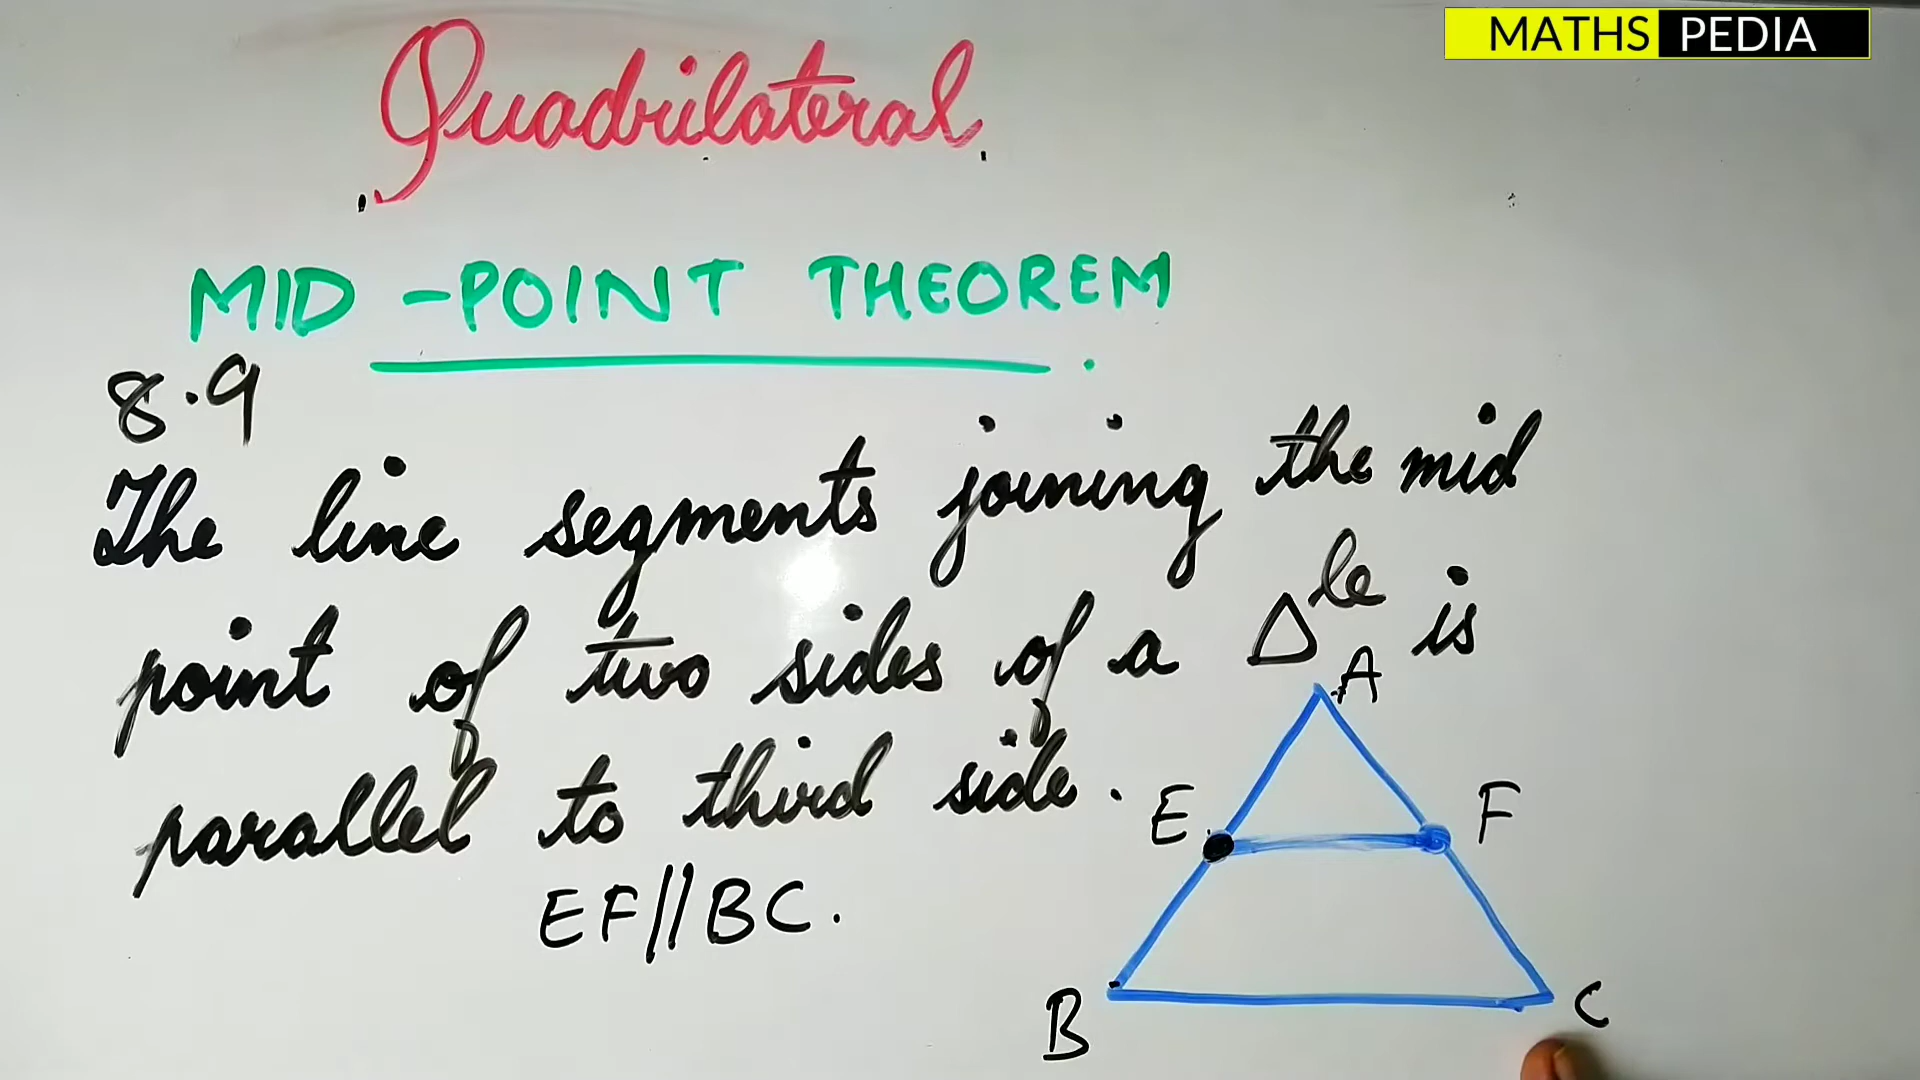 MATHS PEDIA
Quadrilateral
MID-POINT THEOREM
8.9
The line segments joining the mid
point of two sides of a Δle is
parallel to third side.
EF//BC.
A
E
F
B
C